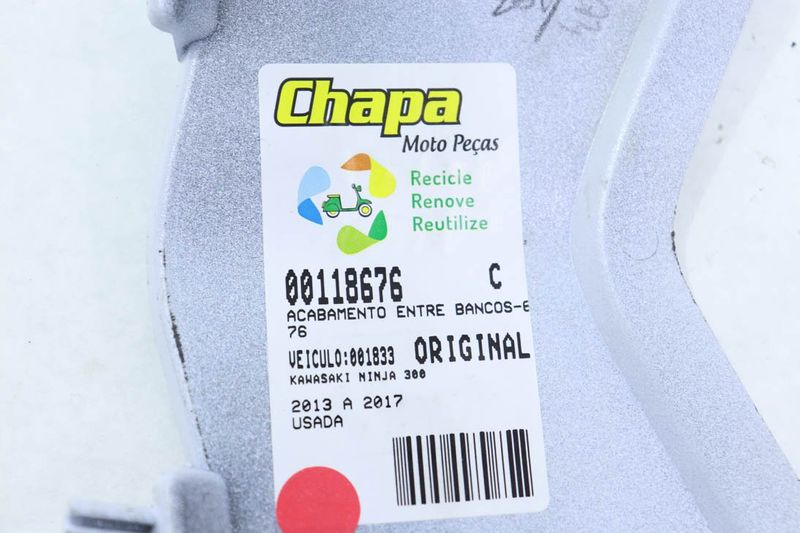 Chapa
Moto Peças
Recicle
Renove
Reutilize
00118676 C
ACABAMENTO ENTRE BANCOS-6
76
VEICULO:001833 ORIGINAL
KAWASAKI NINJA 300
2013 A 2017
USADA